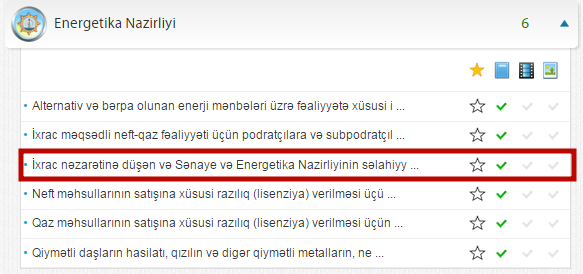 Energetika Nazirliyi 6
Alternativ və bərpa olunan enerji mənbələri üzrə fəaliyyətə xüsusi i ...
İxrac məqsədli neft-qaz fəaliyyəti üçün podratçılara və subpodratçıl ...
İxrac nəzarətinə düşən və Sənaye və Energetika Nazirliyinin səlahiyy ...
Neft məhsullarının satışına xüsusi razılıq (lisenziya) verilməsi üçü ...
Qaz məhsullarının satışına xüsusi razılıq (lisenziya) verilməsi üçün ...
Qiymətli daşların hasilatı, qızılın və digər qiymətli metalların, ne ...